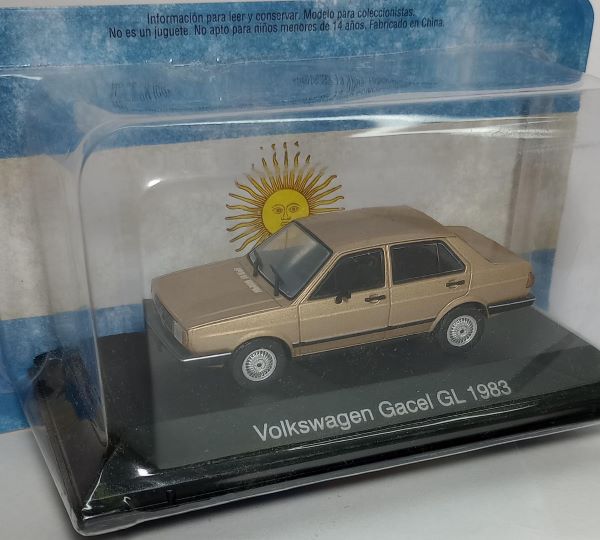 Información para leer y conservar. Modelo para coleccionistas.
No es un juguete. No apto para niños menores de 14 años. Fabricado en China.
Volkswagen Gacel GL 1983